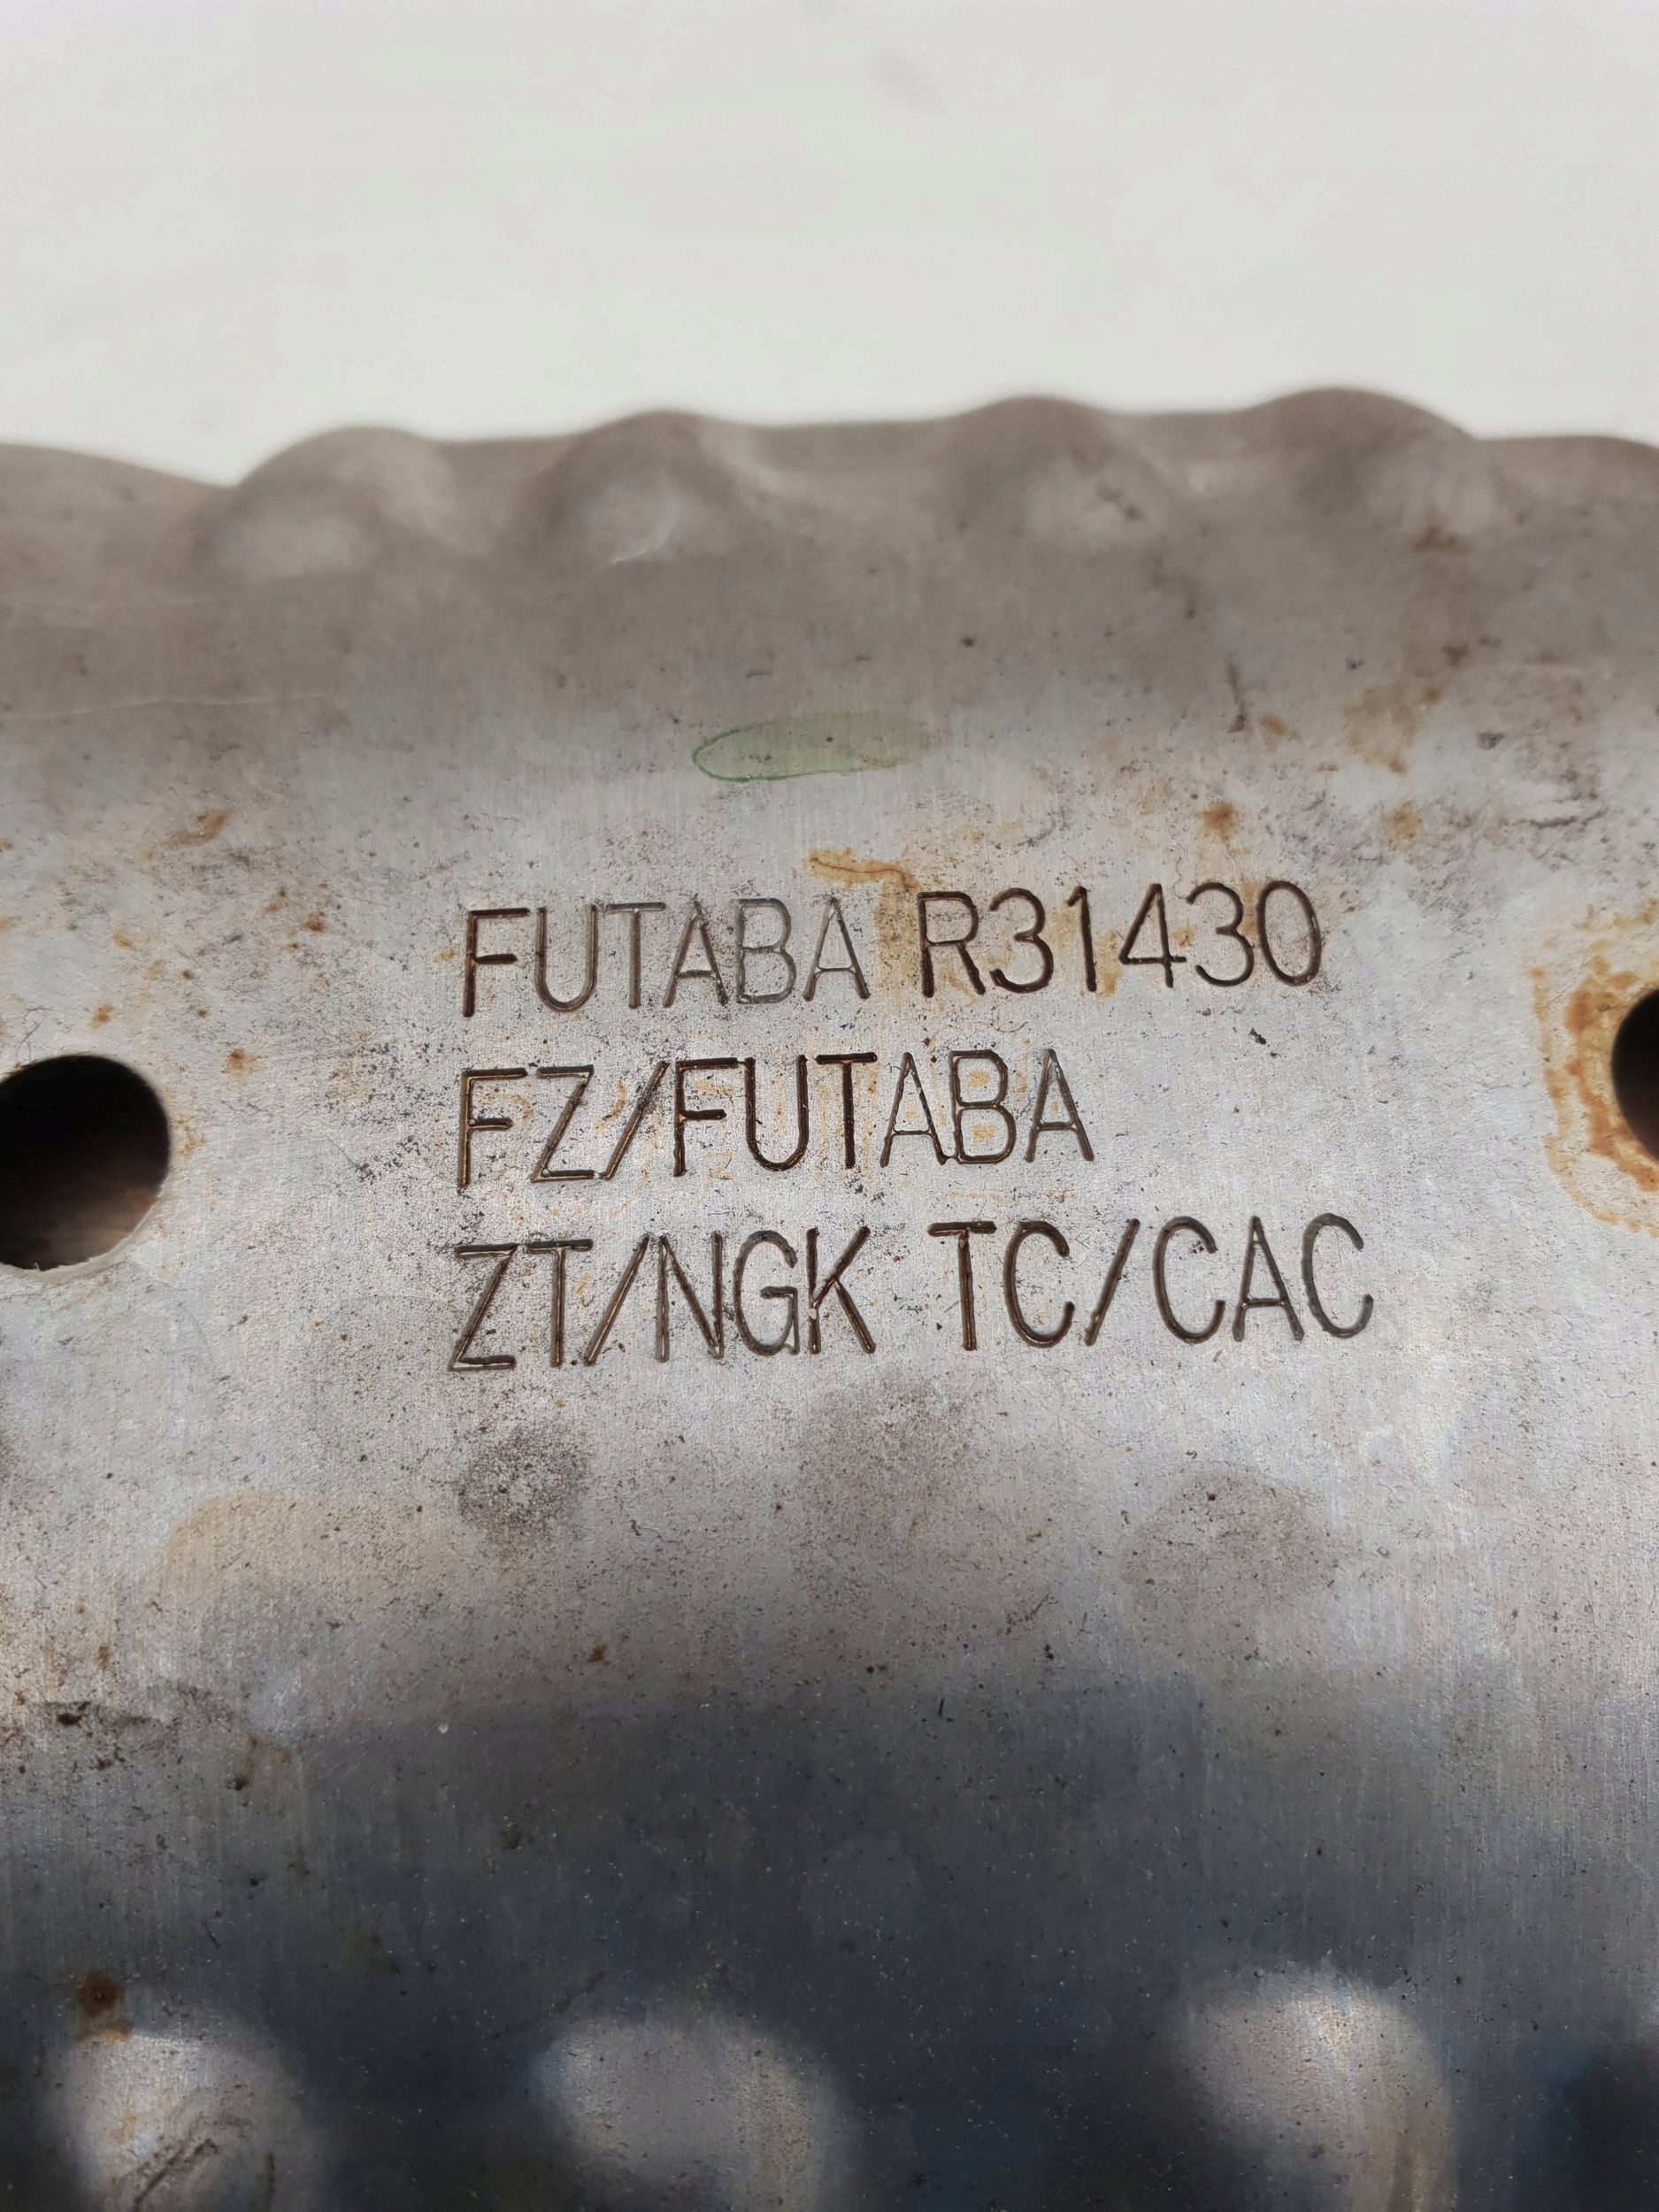 FUTABA R31430
FZ/FUTABA
ZT/NGK TC/CAC